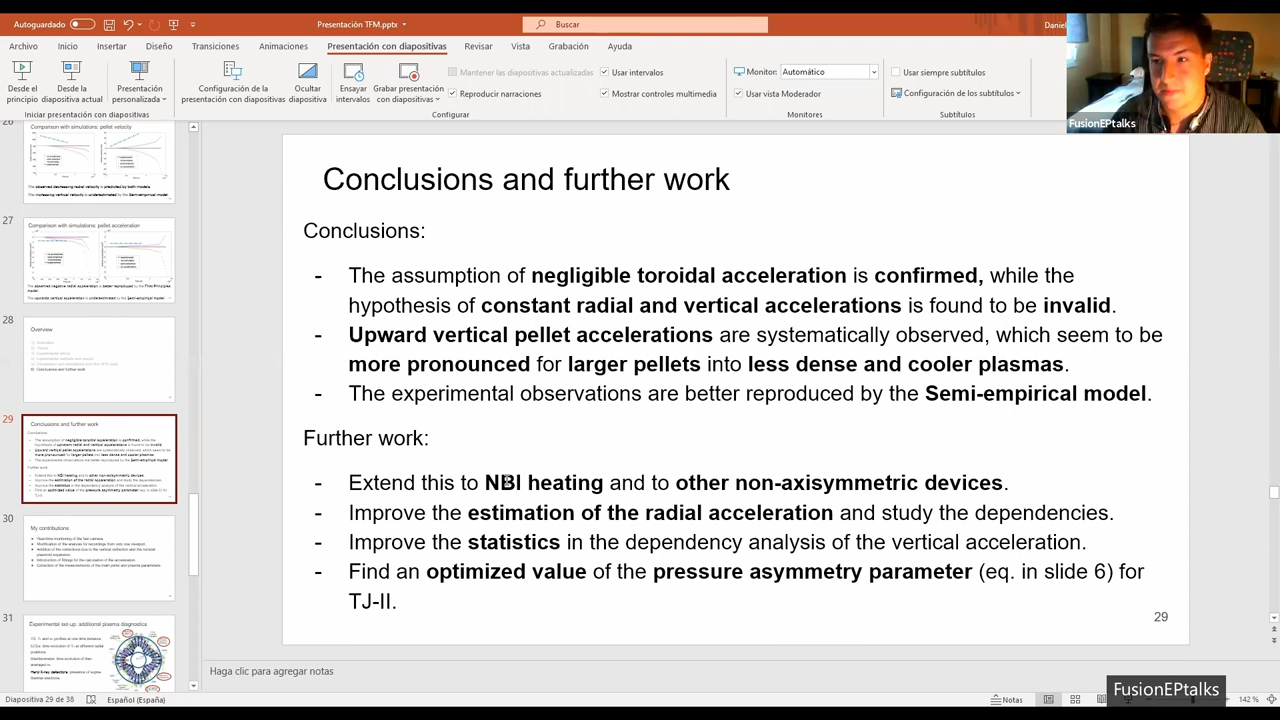 Autoguardado
Presentación TFM.pptx
Buscar
Daniel
Archivo Inicio Insertar Diseño Transiciones Animaciones Presentación con diapositivas Revisar Vista Grabación Ayuda
Desde el principio
Desde la diapositiva actual
Presentación personalizada
Configuración de la presentación con diapositivas
Ocultar diapositiva
Ensayar intervalos
Grabar presentación con diapositivas
Mantener las diapositivas actualizadas
Reproducir narraciones
Usar intervalos
Mostrar controles multimedia
Monitor: Automático
Usar vista Moderador
Usar siempre subtítulos
Configuración de los subtítulos
Iniciar presentación con diapositivas
Configurar
Monitores
Subtítulos
FusionEPtalks
Comparison with simulations: pellet velocity
27
Comparison with simulations: pellet acceleration
28
Overview
29
Conclusions and further work
30
My contributions
31
Experimental set-up: additional plasma diagnostics
Conclusions and further work
Conclusions:
- The assumption of negligible toroidal acceleration is confirmed, while the
hypothesis of constant radial and vertical accelerations is found to be invalid.
- Upward vertical pellet accelerations are systematically observed, which seem to be
more pronounced for larger pellets into less dense and cooler plasmas.
- The experimental observations are better reproduced by the Semi-empirical model.
Further work:
- Extend this to NBI heating and to other non-axisymmetric devices.
- Improve the estimation of the radial acceleration and study the dependencies.
- Improve the statistics in the dependency analysis of the vertical acceleration.
- Find an optimized value of the pressure asymmetry parameter (eq. in slide 6) for
TJ-II.
29
Haga clic para agregar notas
Diapositiva 29 de 38
Español (España)
Notas
142 %
FusionEPtalks